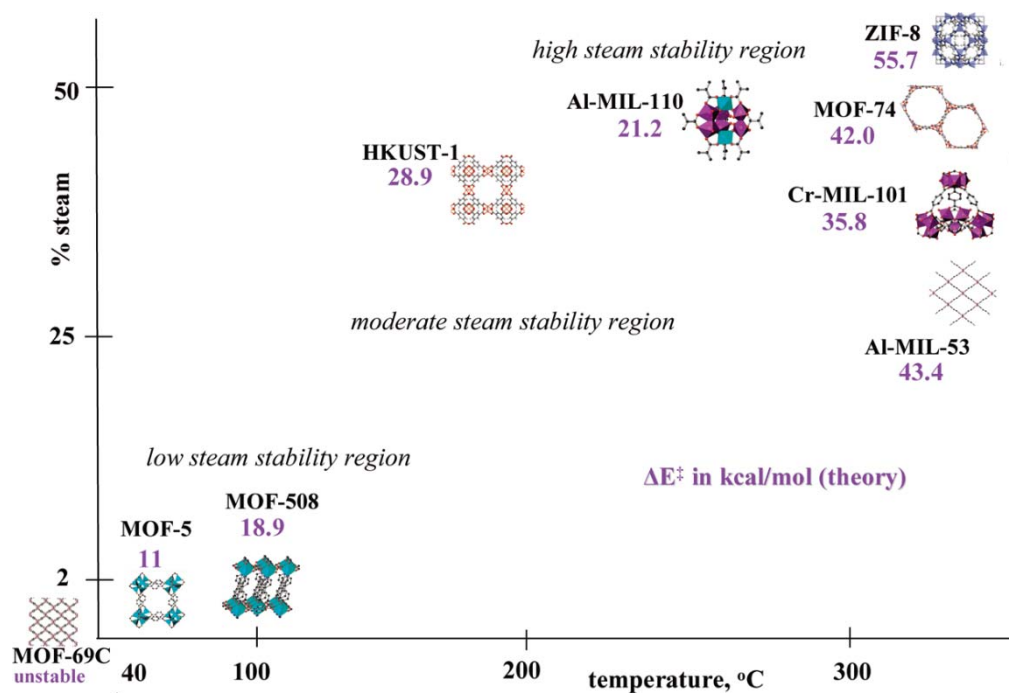 ZIF-8
55.7
high steam stability region
50
Al-MIL-110
21.2
MOF-74
42.0
HKUST-1
28.9
Cr-MIL-101
35.8
% steam
moderate steam stability region
25
Al-MIL-53
43.4
low steam stability region
ΔE‡ in kcal/mol (theory)
MOF-508
18.9
MOF-5
11
2
MOF-69C
unstable
40
100
200
300
temperature, °C